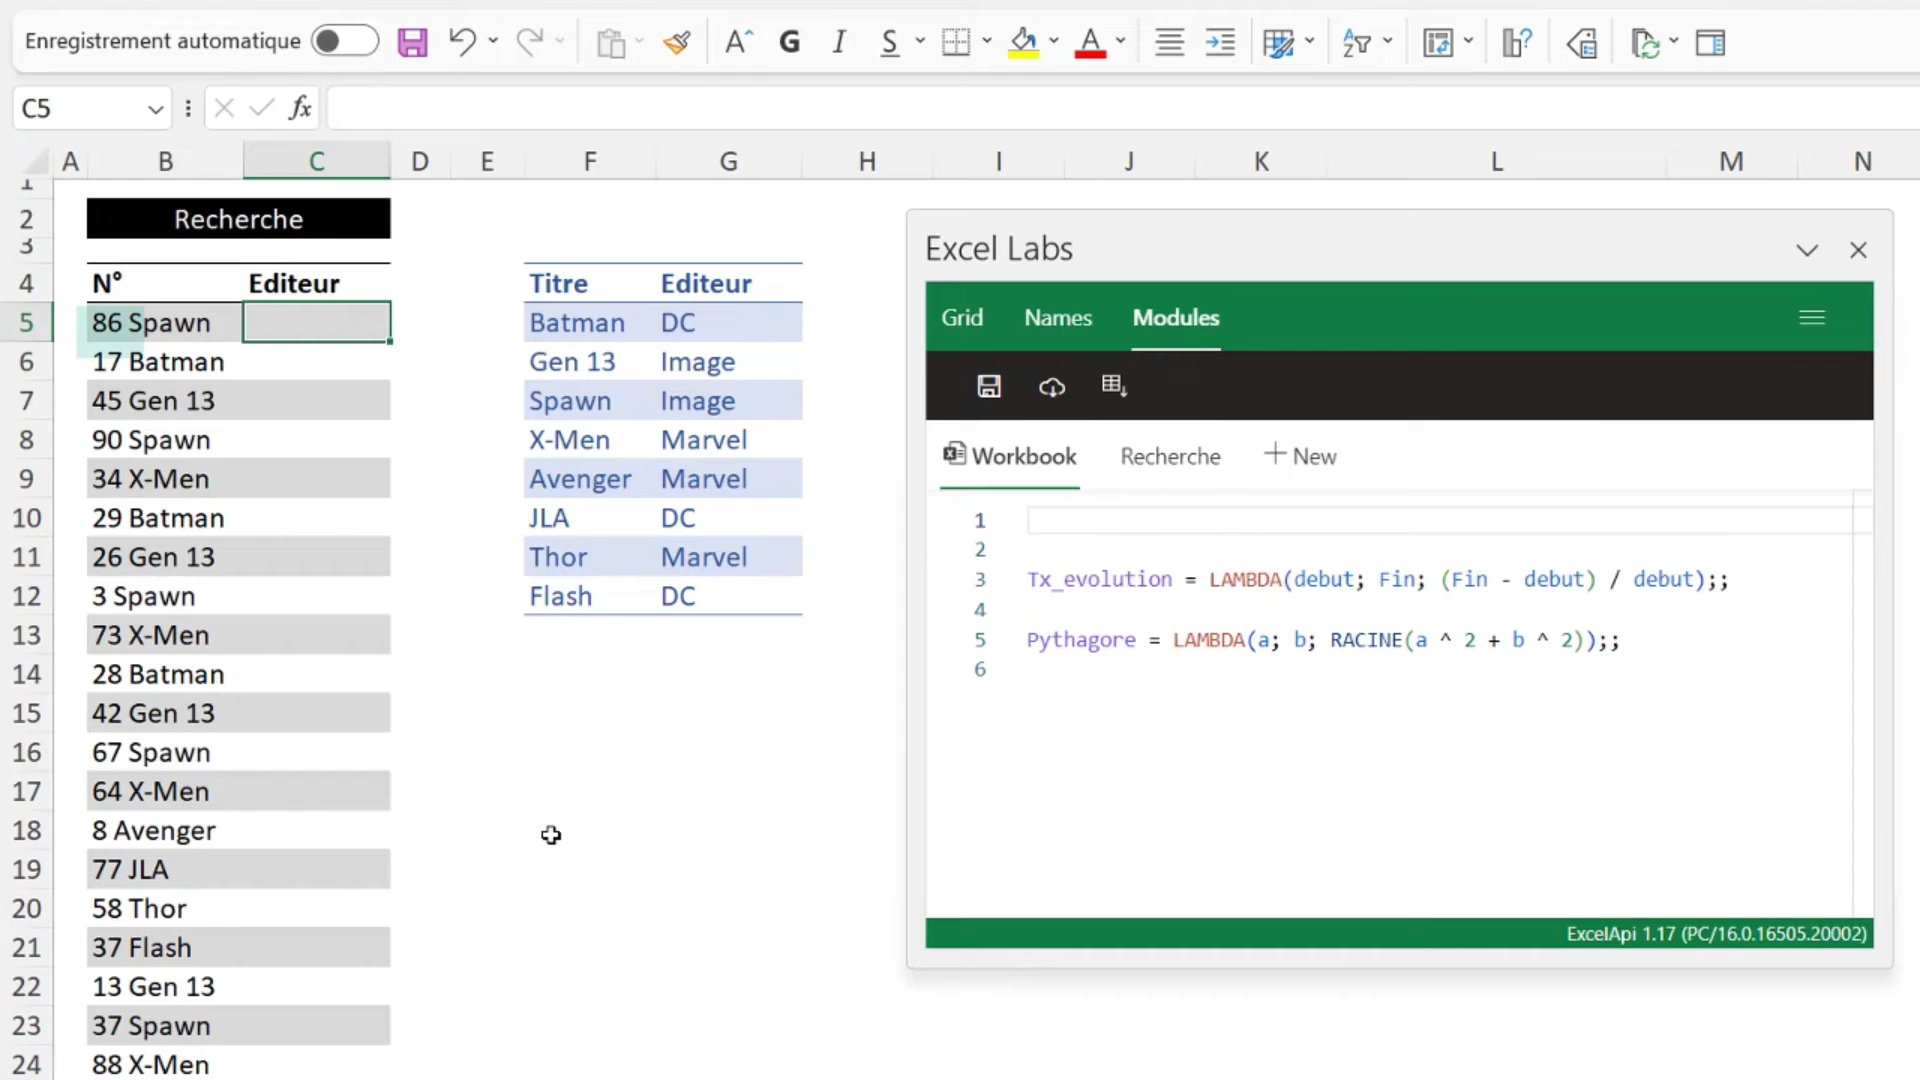 Enregistrement automatique
A^ G I S A
C5 fx
A B C D E F G H I J K L M N
1
2 Recherche
3
4 N° Editeur Titre Editeur
5 86 Spawn Batman DC
6 17 Batman Gen 13 Image
7 45 Gen 13 Spawn Image
8 90 Spawn X-Men Marvel
9 34 X-Men Avenger Marvel
10 29 Batman JLA DC
11 26 Gen 13 Thor Marvel
12 3 Spawn Flash DC
13 73 X-Men
14 28 Batman
15 42 Gen 13
16 67 Spawn
17 64 X-Men
18 8 Avenger
19 77 JLA
20 58 Thor
21 37 Flash
22 13 Gen 13
23 37 Spawn
24 88 X-Men
Excel Labs
Grid Names Modules
Workbook Recherche + New
1
2
3 Tx_evolution = LAMBDA(debut; Fin; (Fin - debut) / debut);;
4
5 Pythagore = LAMBDA(a; b; RACINE(a ^ 2 + b ^ 2));;
6
ExcelApi 1.17 (PC/16.0.16505.20002)